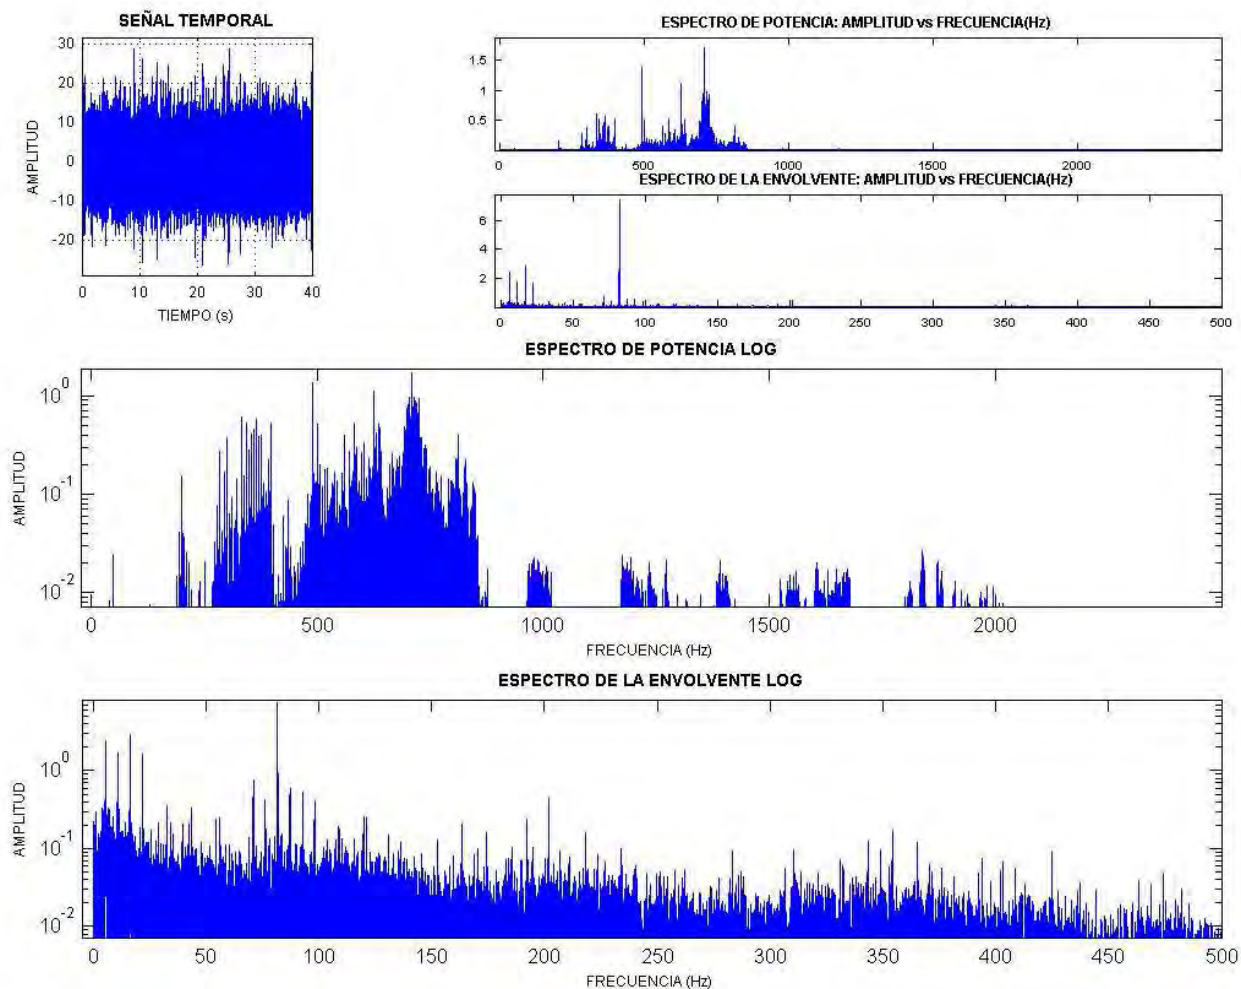 SEÑAL TEMPORAL
30
20
10
0
-10
-20
AMPLITUD
0 10 20 30 40
TIEMPO (s)
ESPECTRO DE POTENCIA: AMPLITUD vs FRECUENCIA(Hz)
1.5
1
0.5
0 500 1000 1500 2000
ESPECTRO DE LA ENVOLVENTE: AMPLITUD vs FRECUENCIA(Hz)
6
4
2
0 50 100 150 200 250 300 350 400 450 500
ESPECTRO DE POTENCIA LOG
10^0
10^-1
10^-2
AMPLITUD
0 500 1000 1500 2000
FRECUENCIA (Hz)
ESPECTRO DE LA ENVOLVENTE LOG
10^0
10^-1
10^-2
AMPLITUD
0 50 100 150 200 250 300 350 400 450 500
FRECUENCIA (Hz)